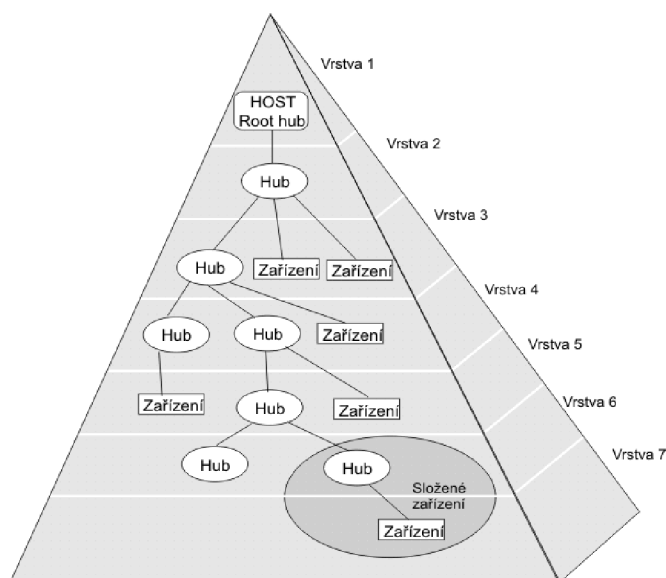 Vrstva 1
HOST
Root hub
Vrstva 2
Hub
Vrstva 3
Hub
Zařízení
Zařízení
Vrstva 4
Hub
Hub
Zařízení
Vrstva 5
Zařízení
Hub
Zařízení
Vrstva 6
Hub
Hub
Vrstva 7
Složené
zařízení
Zařízení